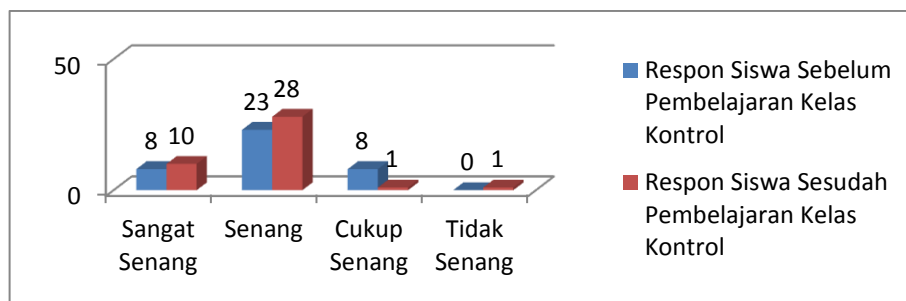 50
0
8
10
23
28
8
1
0
1
Sangat
Senang
Senang
Cukup
Senang
Tidak
Senang
Respon Siswa Sebelum
Pembelajaran Kelas
Kontrol
Respon Siswa Sesudah
Pembelajaran Kelas
Kontrol